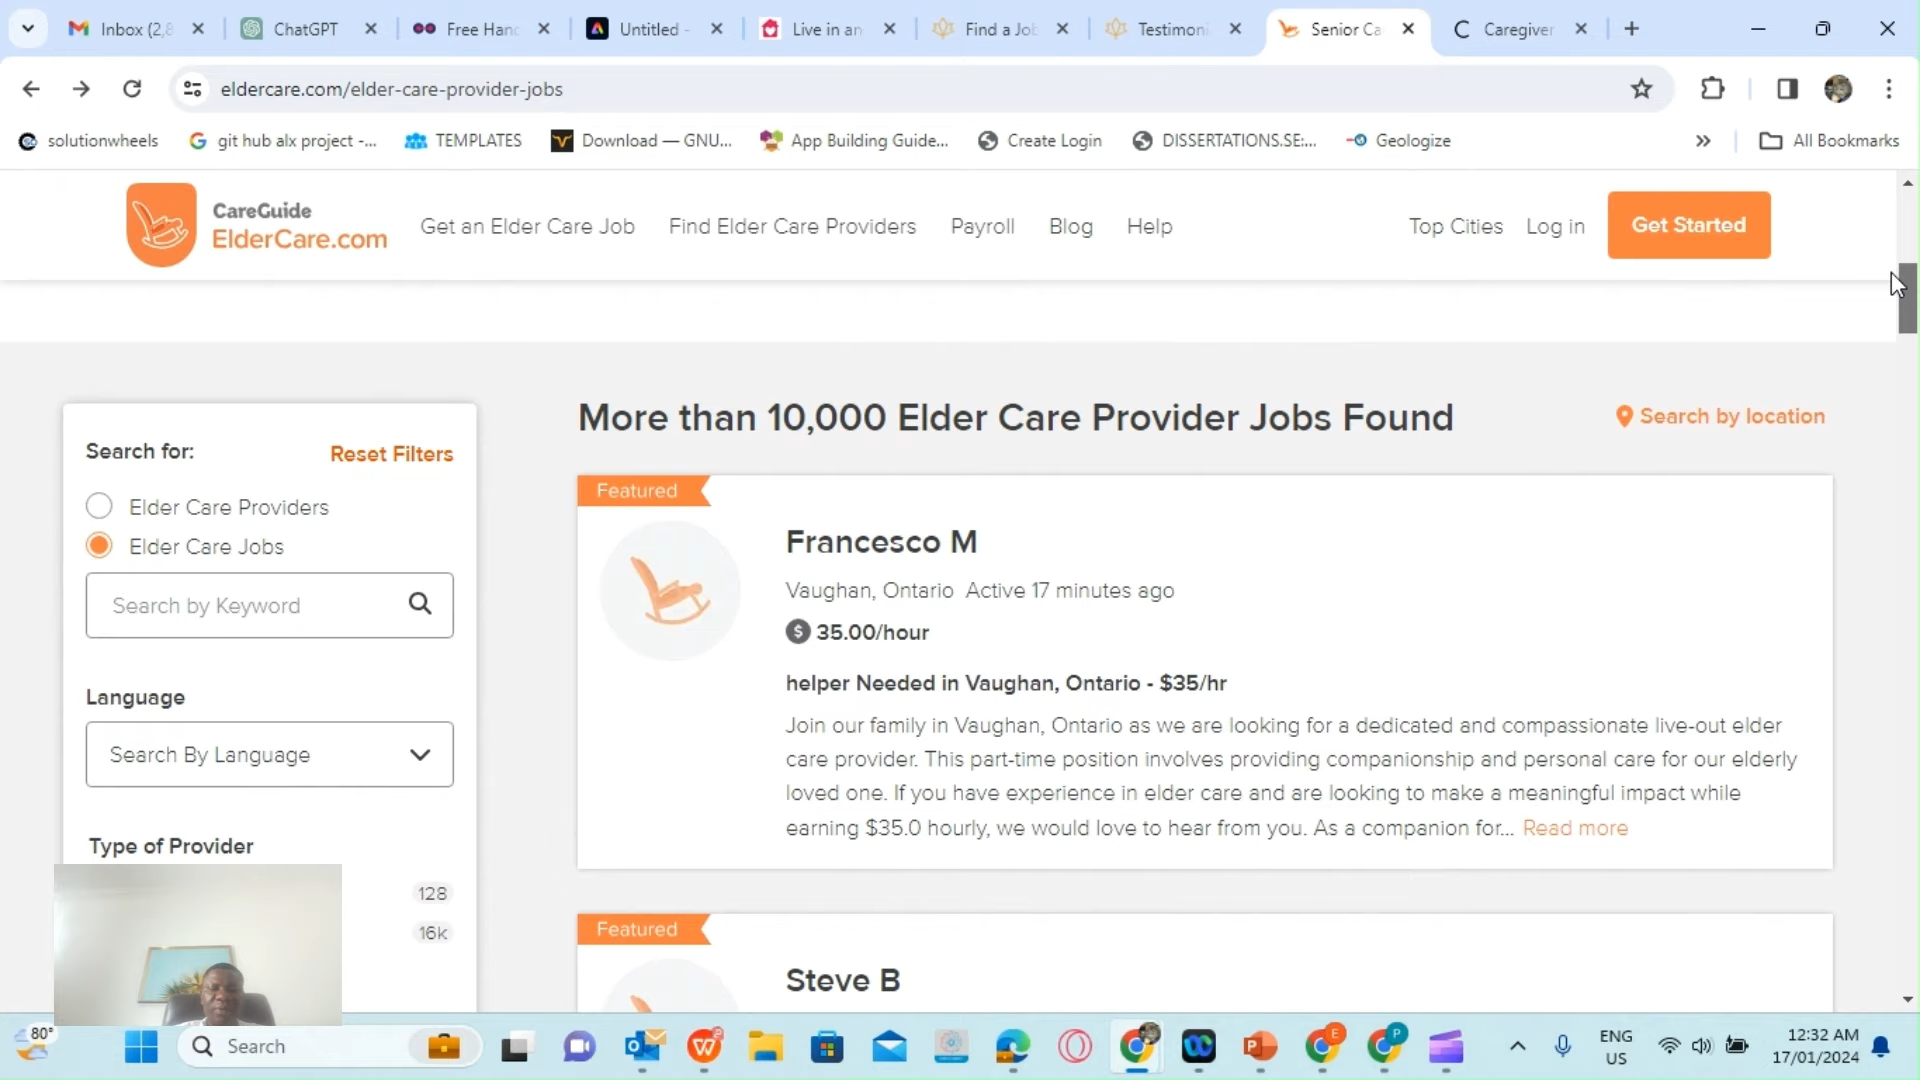 Inbox (2,8
ChatGPT
Free Hand
Untitled -
Live in an
Find a Jo
Testimoni
Senior Ca
Caregiver
eldercare.com/elder-care-provider-jobs
solutionwheels
git hub alx project -...
TEMPLATES
Download — GNU...
App Building Guide...
Create Login
DISSERTATIONS.SE:...
Geologize
All Bookmarks
CareGuide
ElderCare.com
Get an Elder Care Job
Find Elder Care Providers
Payroll
Blog
Help
Top Cities
Log in
Get Started
More than 10,000 Elder Care Provider Jobs Found
Search by location
Search for:
Reset Filters
Elder Care Providers
Elder Care Jobs
Search by Keyword
Language
Search By Language
Type of Provider
128
16k
Featured
Francesco M
Vaughan, Ontario Active 17 minutes ago
$ 35.00/hour
helper Needed in Vaughan, Ontario - $35/hr
Join our family in Vaughan, Ontario as we are looking for a dedicated and compassionate live-out elder
care provider. This part-time position involves providing companionship and personal care for our elderly
loved one. If you have experience in elder care and are looking to make a meaningful impact while
earning $35.0 hourly, we would love to hear from you. As a companion for... Read more
Featured
Steve B
80°
Search
ENG
US
12:32 AM
17/01/2024